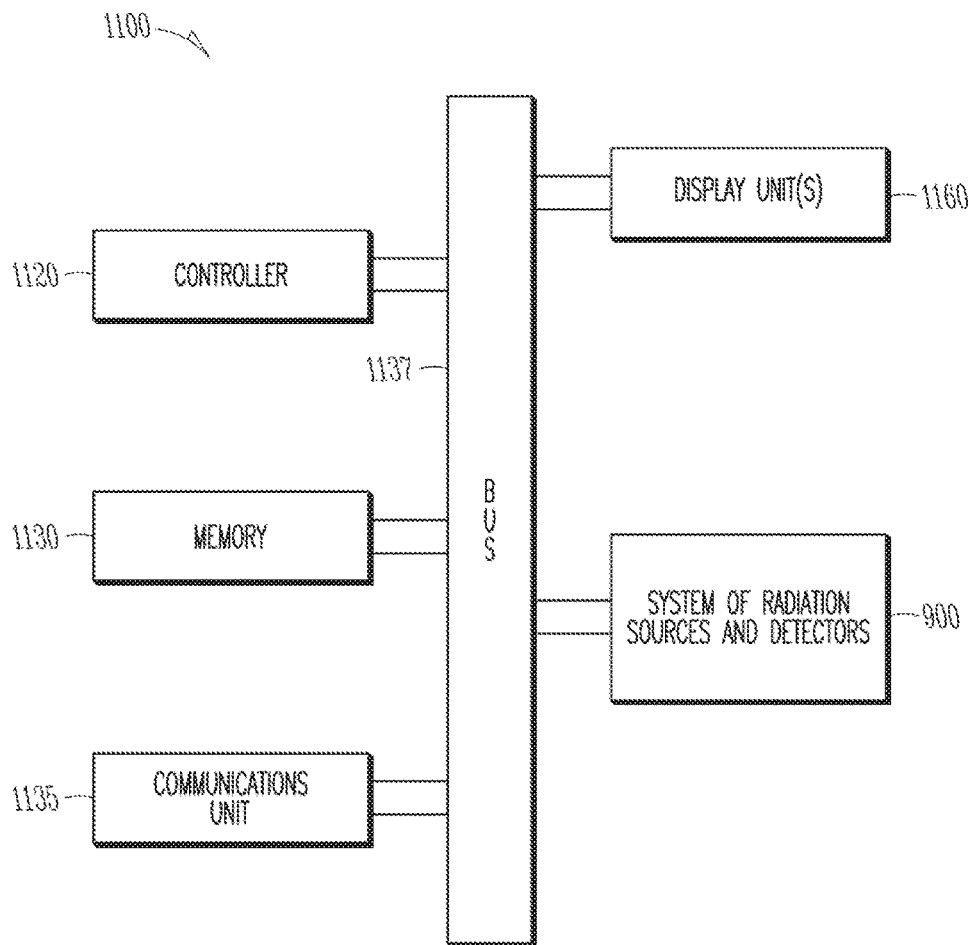 1100
DISPLAY UNIT(S)
1160
1120
CONTROLLER
1137
BUS
1130
MEMORY
SYSTEM OF RADIATION
SOURCES AND DETECTORS
900
1135
COMMUNICATIONS
UNIT